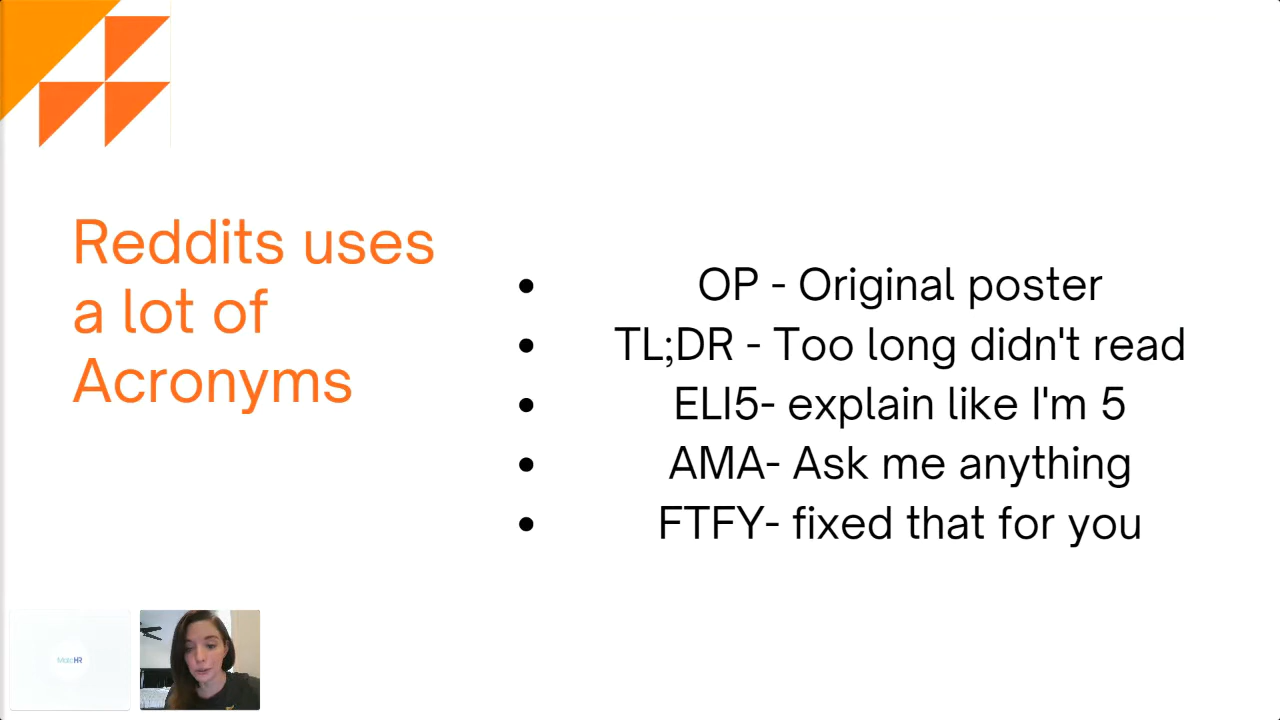 Reddits uses
a lot of
Acronyms
• OP - Original poster
• TL;DR - Too long didn't read
• ELI5- explain like I'm 5
• AMA- Ask me anything
• FTFY- fixed that for you